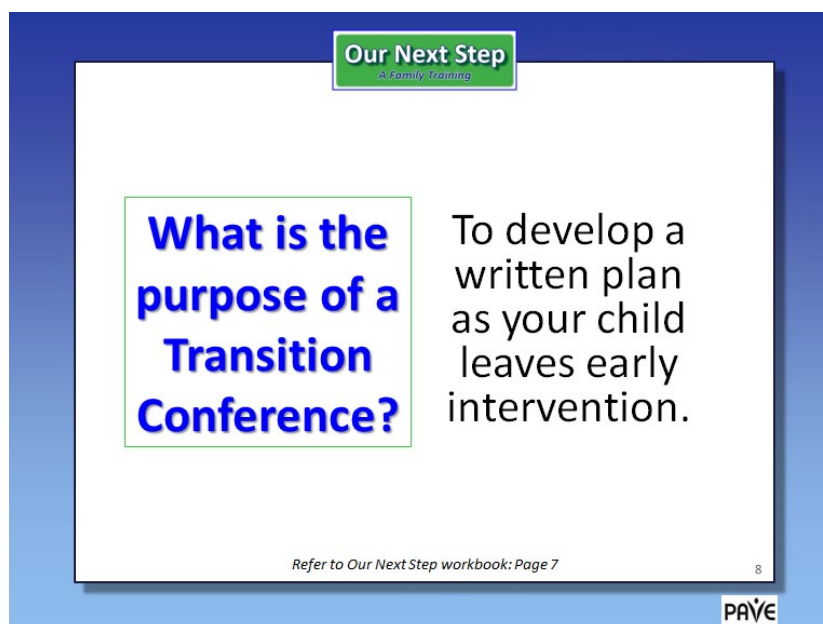 Our Next Step
A Family Training
What is the
purpose of a
Transition
Conference?
To develop a
written plan
as your child
leaves early
intervention.
Refer to Our Next Step workbook: Page 7
8
PAVE